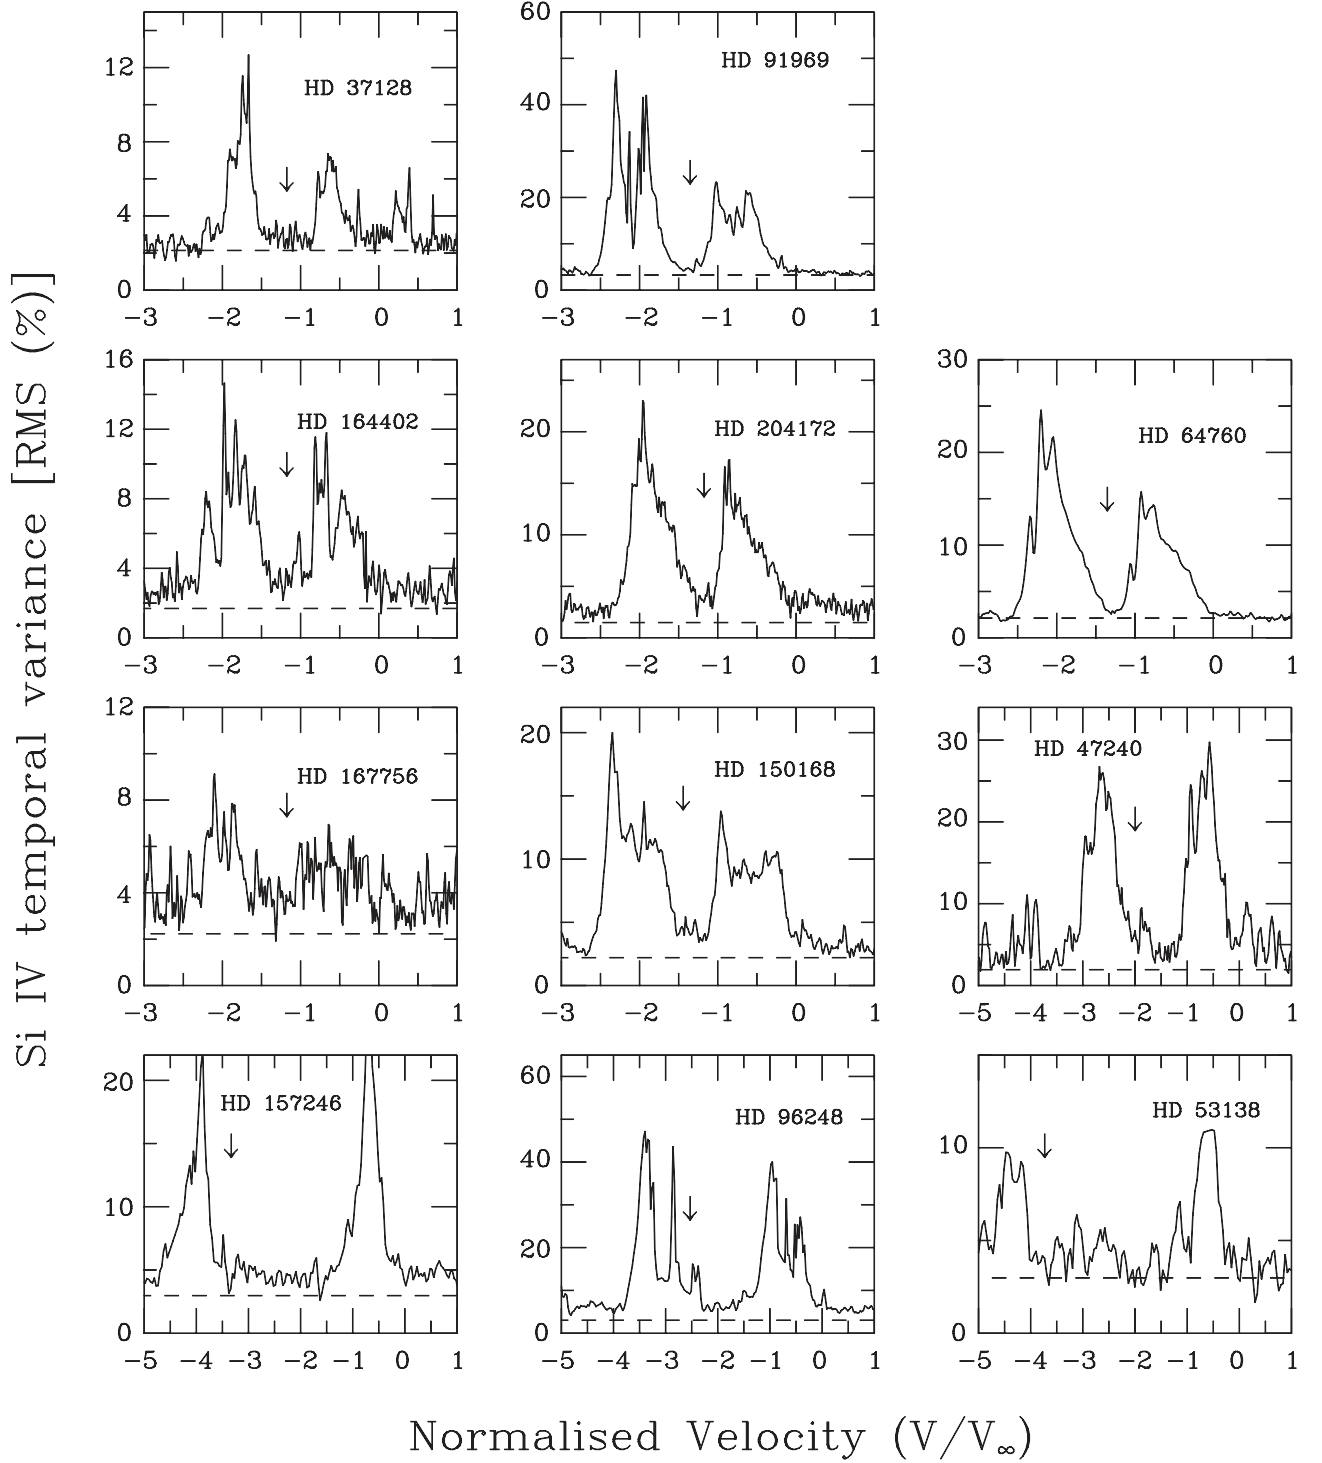 Si IV temporal variance [RMS (%)]
12
8
4
0
HD 37128
-3 -2 -1 0 1
60
40
20
0
HD 91969
-3 -2 -1 0 1
16
12
8
4
0
HD 164402
-3 -2 -1 0 1
20
10
0
HD 204172
-3 -2 -1 0 1
30
20
10
0
HD 64760
-3 -2 -1 0 1
12
8
4
0
HD 167756
-3 -2 -1 0 1
20
10
0
HD 150168
-3 -2 -1 0 1
30
20
10
0
HD 47240
-5 -4 -3 -2 -1 0 1
20
10
0
HD 157246
-5 -4 -3 -2 -1 0 1
60
40
20
0
HD 96248
-5 -4 -3 -2 -1 0 1
10
0
HD 53138
-5 -4 -3 -2 -1 0 1
Normalised Velocity (V/V∞)